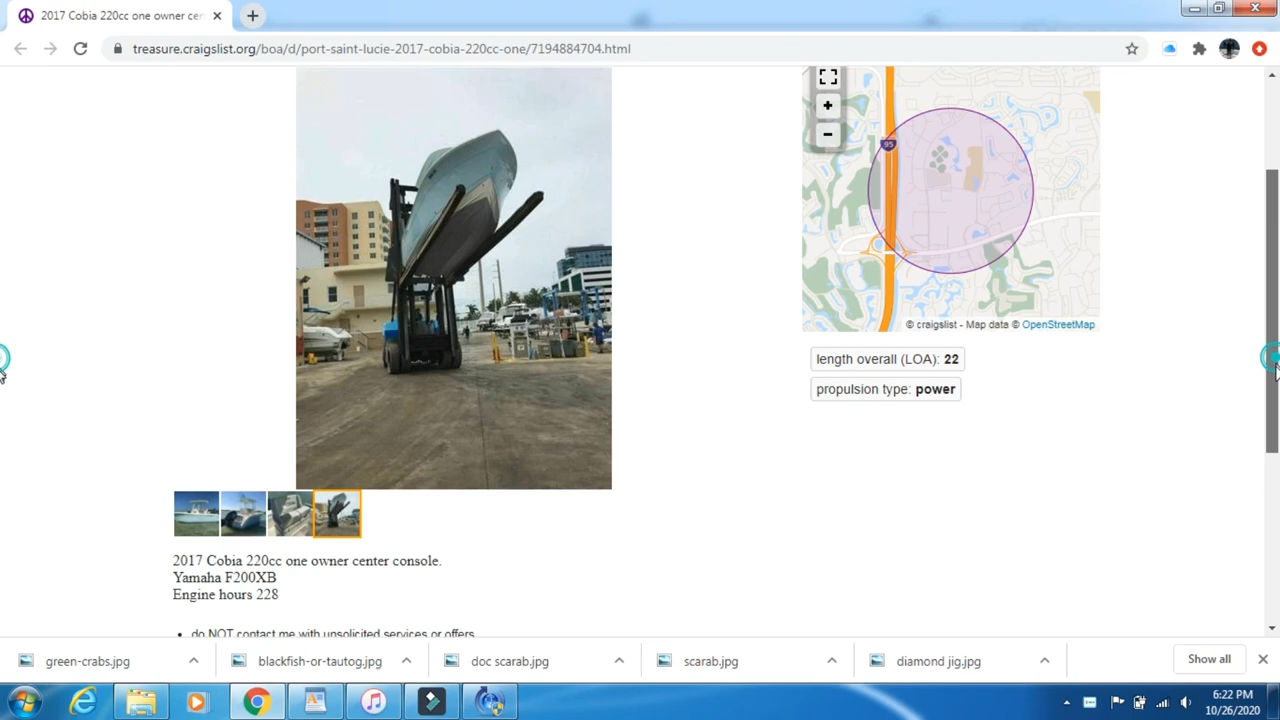 2017 Cobia 220cc one owner cen
treasure.craigslist.org/boa/d/port-saint-lucie-2017-cobia-220cc-one/7194884704.html
+
−
95
© craigslist - Map data © OpenStreetMap
length overall (LOA): 22
propulsion type: power
2017 Cobia 220cc one owner center console.
Yamaha F200XB
Engine hours 228
• do NOT contact me with unsolicited services or offers
green-crabs.jpg
blackfish-or-tautog.jpg
doc scarab.jpg
scarab.jpg
diamond jig.jpg
Show all
6:22 PM
10/26/2020